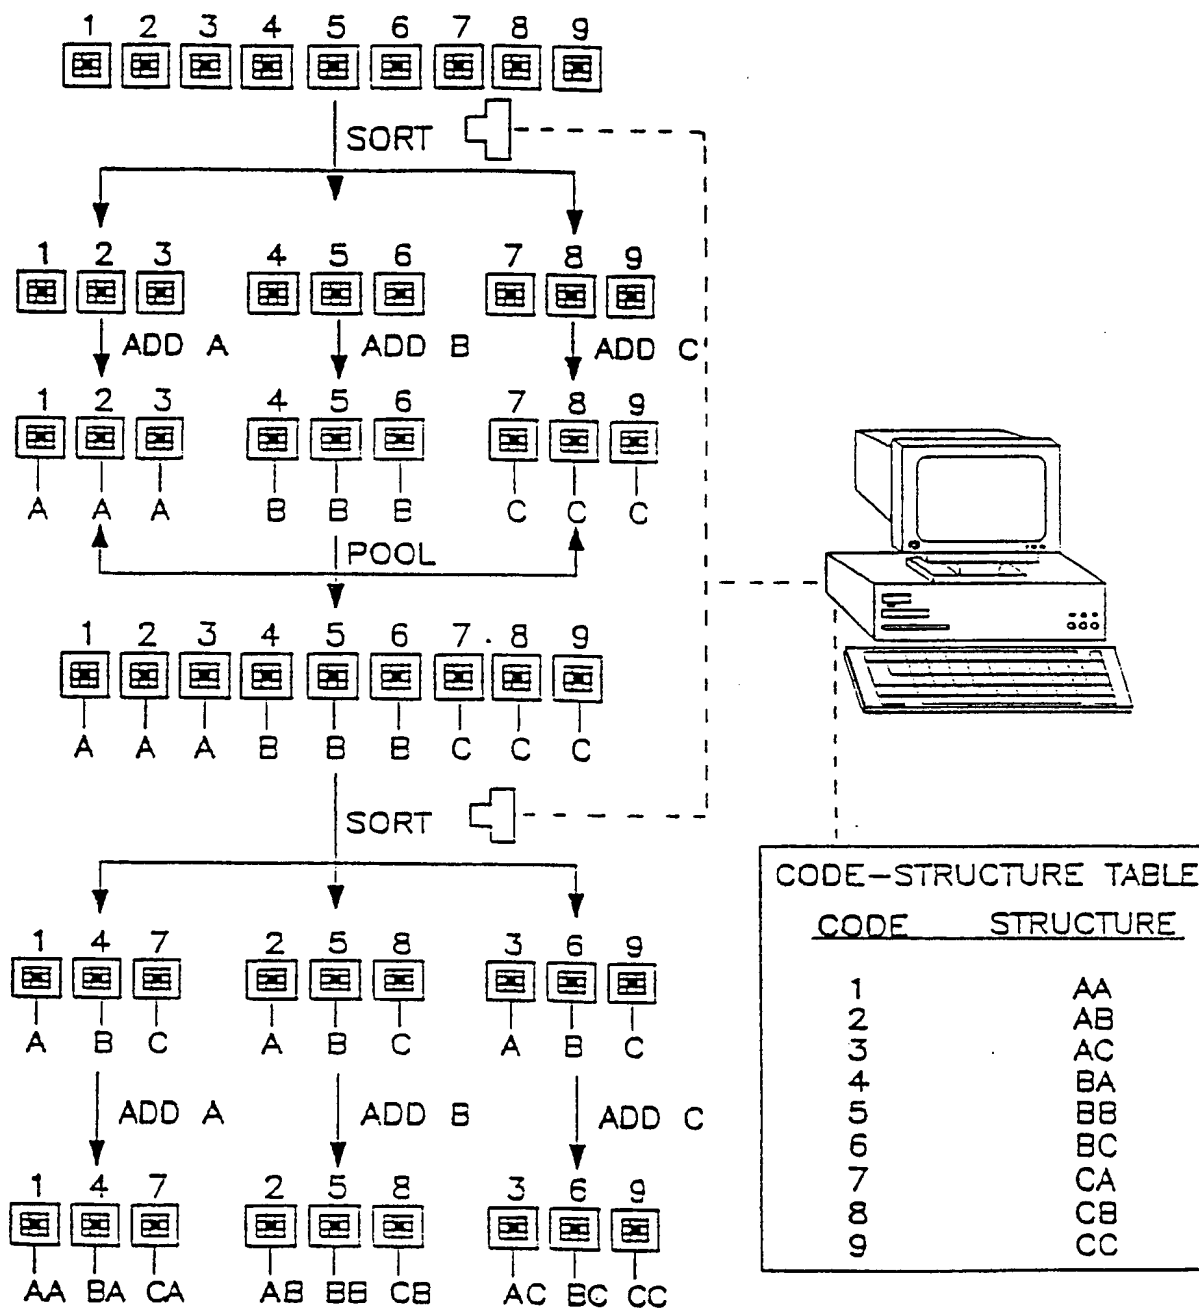 1 2 3 4 5 6 7 8 9
SORT
1 2 3 4 5 6 7 8 9
ADD A ADD B ADD C
1 2 3 4 5 6 7 8 9
A A A B B B C C C
POOL
1 2 3 4 5 6 7 8 9
A A A B B B C C C
SORT
1 4 7 2 5 8 3 6 9
A B C A B C A B C
ADD A ADD B ADD C
1 4 7 2 5 8 3 6 9
AA BA CA AB BB CB AC BC CC
CODE-STRUCTURE TABLE
CODE STRUCTURE
1 AA
2 AB
3 AC
4 BA
5 BB
6 BC
7 CA
8 CB
9 CC